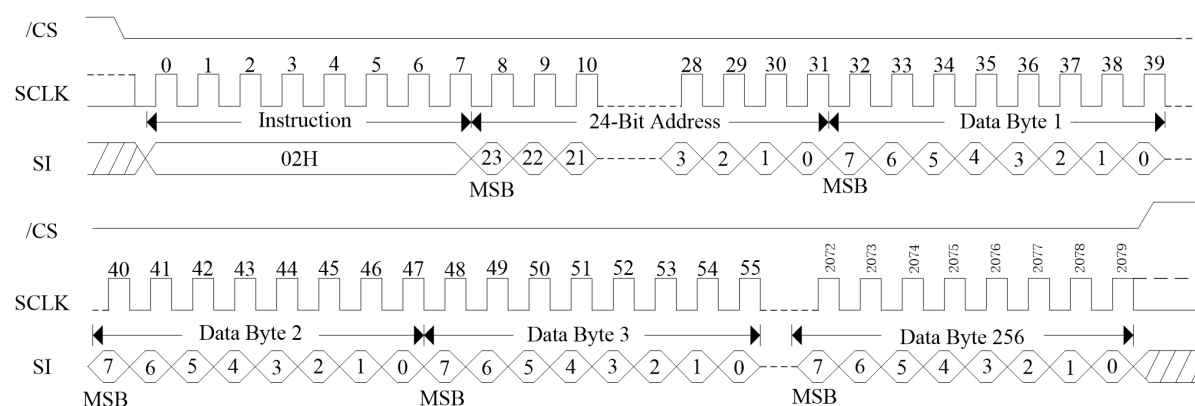 /CS
0 1 2 3 4 5 6 7 8 9 10 28 29 30 31 32 33 34 35 36 37 38 39
SCLK
Instruction 24-Bit Address Data Byte 1
SI 02H 23 22 21 3 2 1 0 7 6 5 4 3 2 1 0
MSB MSB
/CS
40 41 42 43 44 45 46 47 48 49 50 51 52 53 54 55 2072 2073 2074 2075 2076 2077 2078 2079
SCLK
Data Byte 2 Data Byte 3 Data Byte 256
SI 7 6 5 4 3 2 1 0 7 6 5 4 3 2 1 0 7 6 5 4 3 2 1 0
MSB MSB MSB